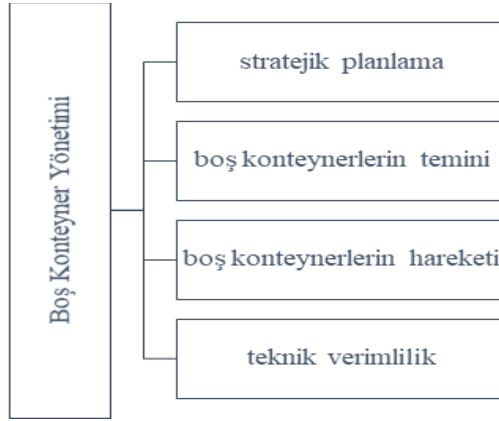 Boş Konteyner Yönetimi
stratejik planlama
boş konteynerlerin temini
boş konteynerlerin hareketi
teknik verimlilik